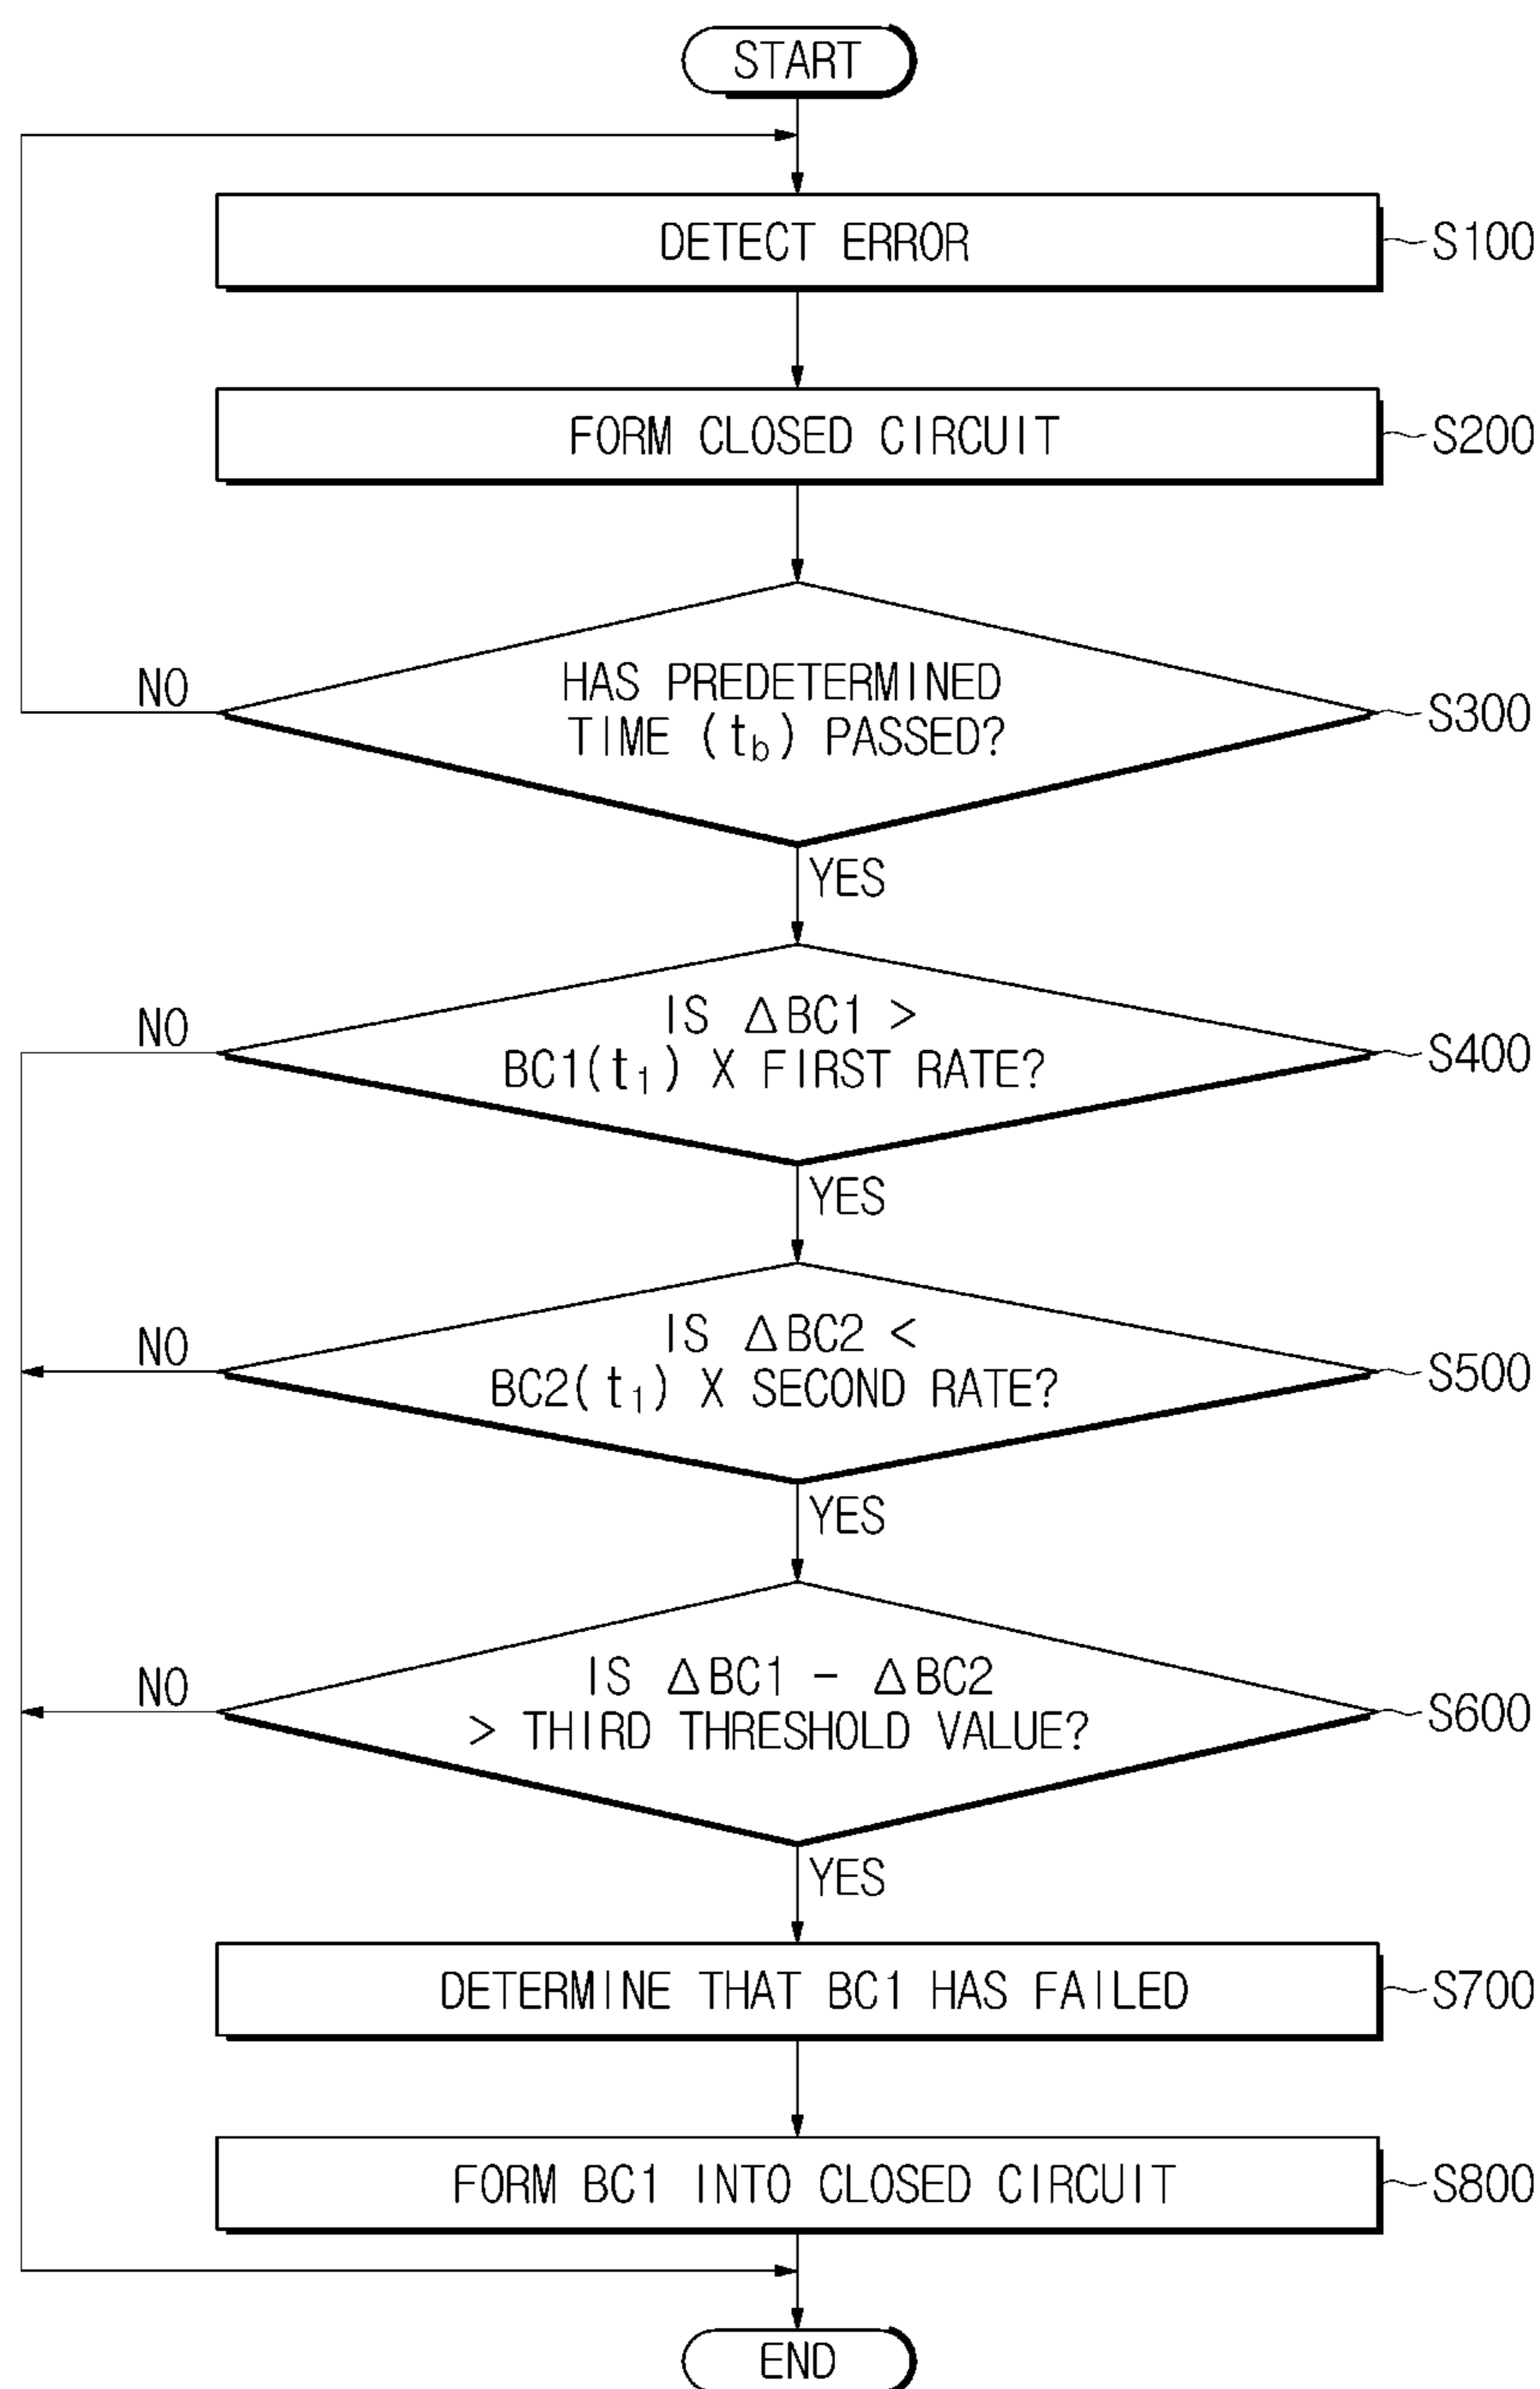 START
DETECT ERROR
S100
FORM CLOSED CIRCUIT
S200
HAS PREDETERMINED
TIME (tb) PASSED?
S300
NO
YES
IS ΔBC1 >
BC1(t1) X FIRST RATE?
S400
NO
YES
IS ΔBC2 <
BC2(t1) X SECOND RATE?
S500
NO
YES
IS ΔBC1 - ΔBC2
> THIRD THRESHOLD VALUE?
S600
NO
YES
DETERMINE THAT BC1 HAS FAILED
S700
FORM BC1 INTO CLOSED CIRCUIT
S800
END